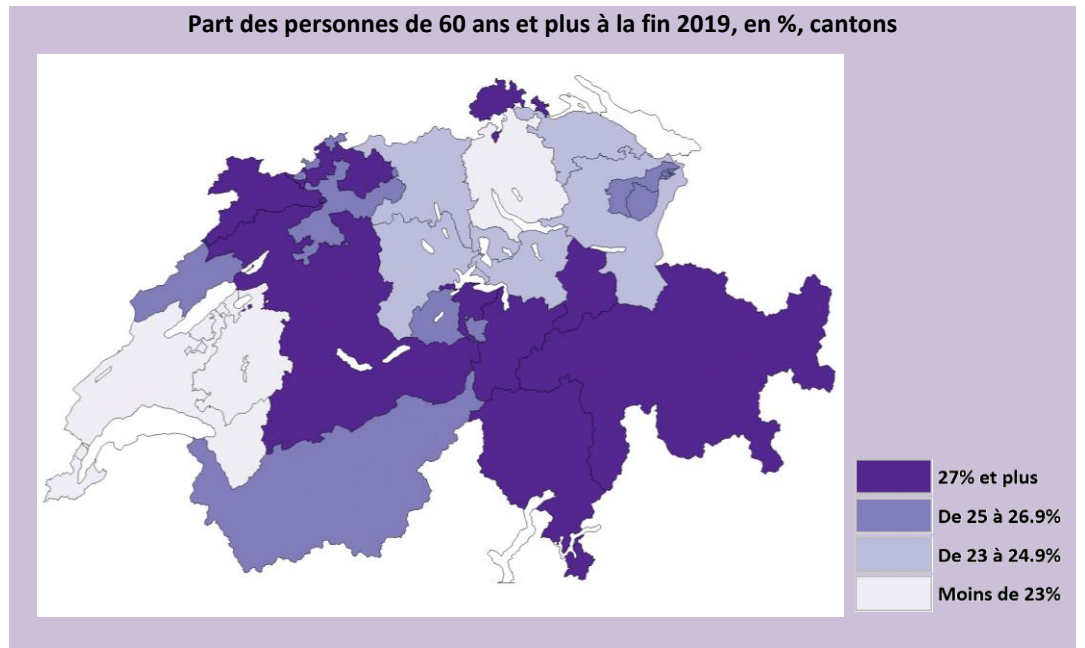 Part des personnes de 60 ans et plus à la fin 2019, en %, cantons
27% et plus
De 25 à 26.9%
De 23 à 24.9%
Moins de 23%